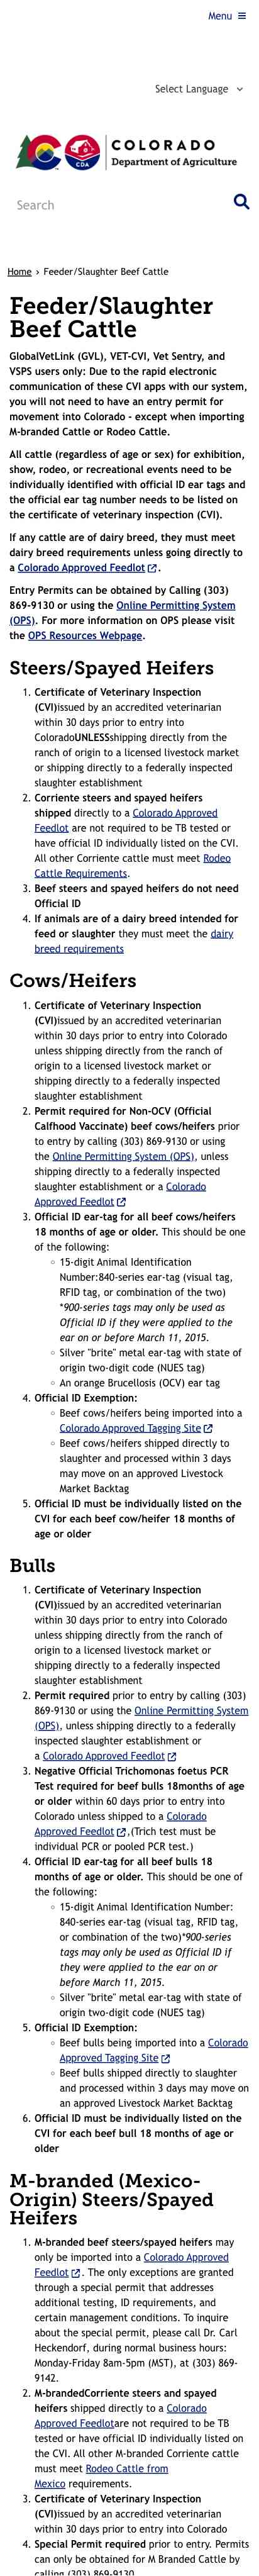 Menu
Select Language
COLORADO
Department of Agriculture
CO
CDA
Search
Home › Feeder/Slaughter Beef Cattle
Feeder/Slaughter
Beef Cattle
GlobalVetLink (GVL), VET-CVI, Vet Sentry, and
VSPS users only: Due to the rapid electronic
communication of these CVI apps with our system,
you will not need to have an entry permit for
movement into Colorado - except when importing
M-branded Cattle or Rodeo Cattle.
All cattle (regardless of age or sex) for exhibition,
show, rodeo, or recreational events need to be
individually identified with official ID ear tags and
the official ear tag number needs to be listed on
the certificate of veterinary inspection (CVI).
If any cattle are of dairy breed, they must meet
dairy breed requirements unless going directly to
a Colorado Approved Feedlot.
Entry Permits can be obtained by Calling (303)
869-9130 or using the Online Permitting System
(OPS). For more information on OPS please visit
the OPS Resources Webpage.
Steers/Spayed Heifers
1. Certificate of Veterinary Inspection
(CVI)issued by an accredited veterinarian
within 30 days prior to entry into
ColoradoUNLESSshipping directly from the
ranch of origin to a licensed livestock market
or shipping directly to a federally inspected
slaughter establishment
2. Corriente steers and spayed heifers
shipped directly to a Colorado Approved
Feedlot are not required to be TB tested or
have official ID individually listed on the CVI.
All other Corriente cattle must meet Rodeo
Cattle Requirements.
3. Beef steers and spayed heifers do not need
Official ID
4. If animals are of a dairy breed intended for
feed or slaughter they must meet the dairy
breed requirements
Cows/Heifers
1. Certificate of Veterinary Inspection
(CVI)issued by an accredited veterinarian
within 30 days prior to entry into Colorado
unless shipping directly from the ranch of
origin to a licensed livestock market or
shipping directly to a federally inspected
slaughter establishment
2. Permit required for Non-OCV (Official
Calfhood Vaccinate) beef cows/heifers prior
to entry by calling (303) 869-9130 or using
the Online Permitting System (OPS), unless
shipping directly to a federally inspected
slaughter establishment or a Colorado
Approved Feedlot
3. Official ID ear-tag for all beef cows/heifers
18 months of age or older. This should be one
of the following:
◦ 15-digit Animal Identification
Number:840-series ear-tag (visual tag,
RFID tag, or combination of the two)
*900-series tags may only be used as
Official ID if they were applied to the
ear on or before March 11, 2015.
◦ Silver "brite" metal ear-tag with state of
origin two-digit code (NUES tag)
◦ An orange Brucellosis (OCV) ear tag
4. Official ID Exemption:
◦ Beef cows/heifers being imported into a
Colorado Approved Tagging Site
◦ Beef cows/heifers shipped directly to
slaughter and processed within 3 days
may move on an approved Livestock
Market Backtag
5. Official ID must be individually listed on the
CVI for each beef cow/heifer 18 months of
age or older
Bulls
1. Certificate of Veterinary Inspection
(CVI)issued by an accredited veterinarian
within 30 days prior to entry into Colorado
unless shipping directly from the ranch of
origin to a licensed livestock market or
shipping directly to a federally inspected
slaughter establishment
2. Permit required prior to entry by calling (303)
869-9130 or using the Online Permitting System
(OPS), unless shipping directly to a federally
inspected slaughter establishment or
a Colorado Approved Feedlot
3. Negative Official Trichomonas foetus PCR
Test required for beef bulls 18months of age
or older within 60 days prior to entry into
Colorado unless shipped to a Colorado
Approved Feedlot,(Trich test must be
individual PCR or pooled PCR test.)
4. Official ID ear-tag for all beef bulls 18
months of age or older. This should be one of
the following:
◦ 15-digit Animal Identification Number:
840-series ear-tag (visual tag, RFID tag,
or combination of the two)*900-series
tags may only be used as Official ID if
they were applied to the ear on or
before March 11, 2015.
◦ Silver "brite" metal ear-tag with state of
origin two-digit code (NUES tag)
5. Official ID Exemption:
◦ Beef bulls being imported into a Colorado
Approved Tagging Site
◦ Beef bulls shipped directly to slaughter
and processed within 3 days may move on
an approved Livestock Market Backtag
6. Official ID must be individually listed on the
CVI for each beef bull 18 months of age or
older
M-branded (Mexico-
Origin) Steers/Spayed
Heifers
1. M-branded beef steers/spayed heifers may
only be imported into a Colorado Approved
Feedlot. The only exceptions are granted
through a special permit that addresses
additional testing, ID requirements, and
certain management conditions. To inquire
about the special permit, please call Dr. Carl
Heckendorf, during normal business hours:
Monday-Friday 8am-5pm (MST), at (303) 869-
9142.
2. M-brandedCorriente steers and spayed
heifers shipped directly to a Colorado
Approved Feedlotare not required to be TB
tested or have official ID individually listed on
the CVI. All other M-branded Corriente cattle
must meet Rodeo Cattle from
Mexico requirements.
3. Certificate of Veterinary Inspection
(CVI)issued by an accredited veterinarian
within 30 days prior to entry into Colorado
4. Special Permit required prior to entry. Permits
can only be obtained for M Branded Cattle by
calling (303) 869-9130